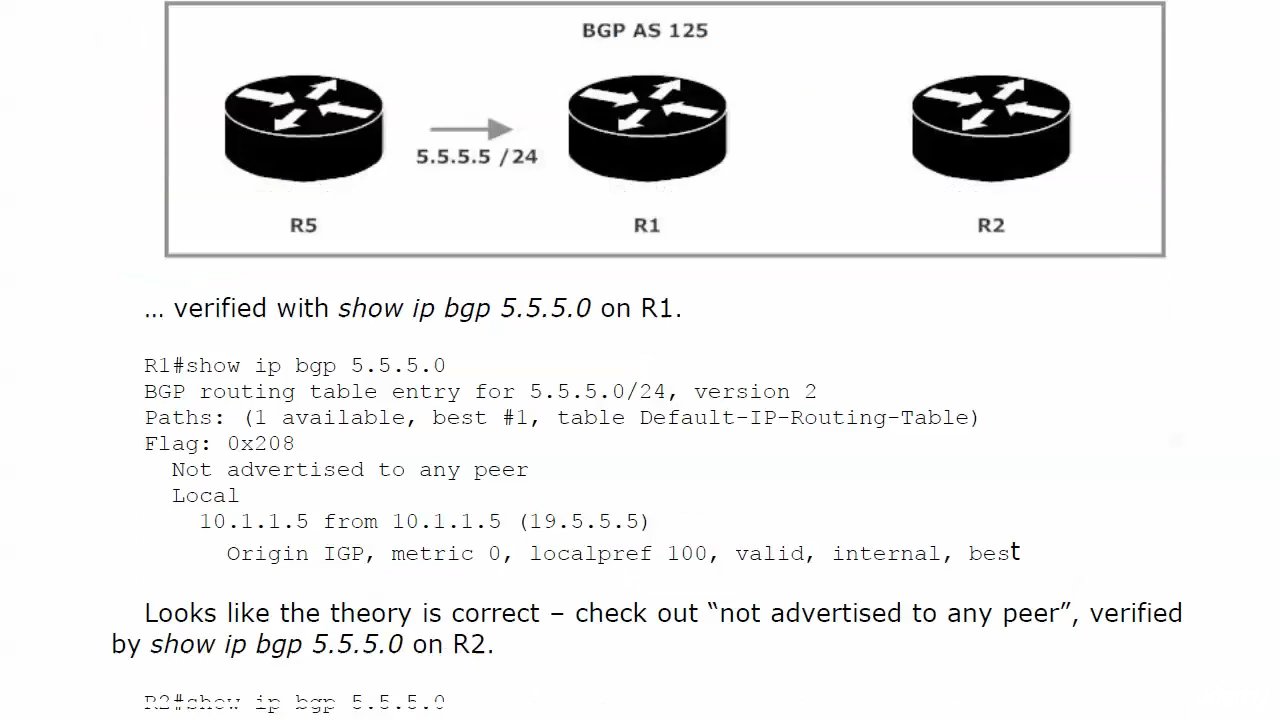 BGP AS 125
5.5.5.5 /24
R5 R1 R2
… verified with show ip bgp 5.5.5.0 on R1.
R1#show ip bgp 5.5.5.0
BGP routing table entry for 5.5.5.0/24, version 2
Paths: (1 available, best #1, table Default-IP-Routing-Table)
Flag: 0x208
Not advertised to any peer
Local
10.1.1.5 from 10.1.1.5 (19.5.5.5)
Origin IGP, metric 0, localpref 100, valid, internal, best
Looks like the theory is correct – check out “not advertised to any peer”, verified
by show ip bgp 5.5.5.0 on R2.
R2#show ip bgp 5.5.5.0